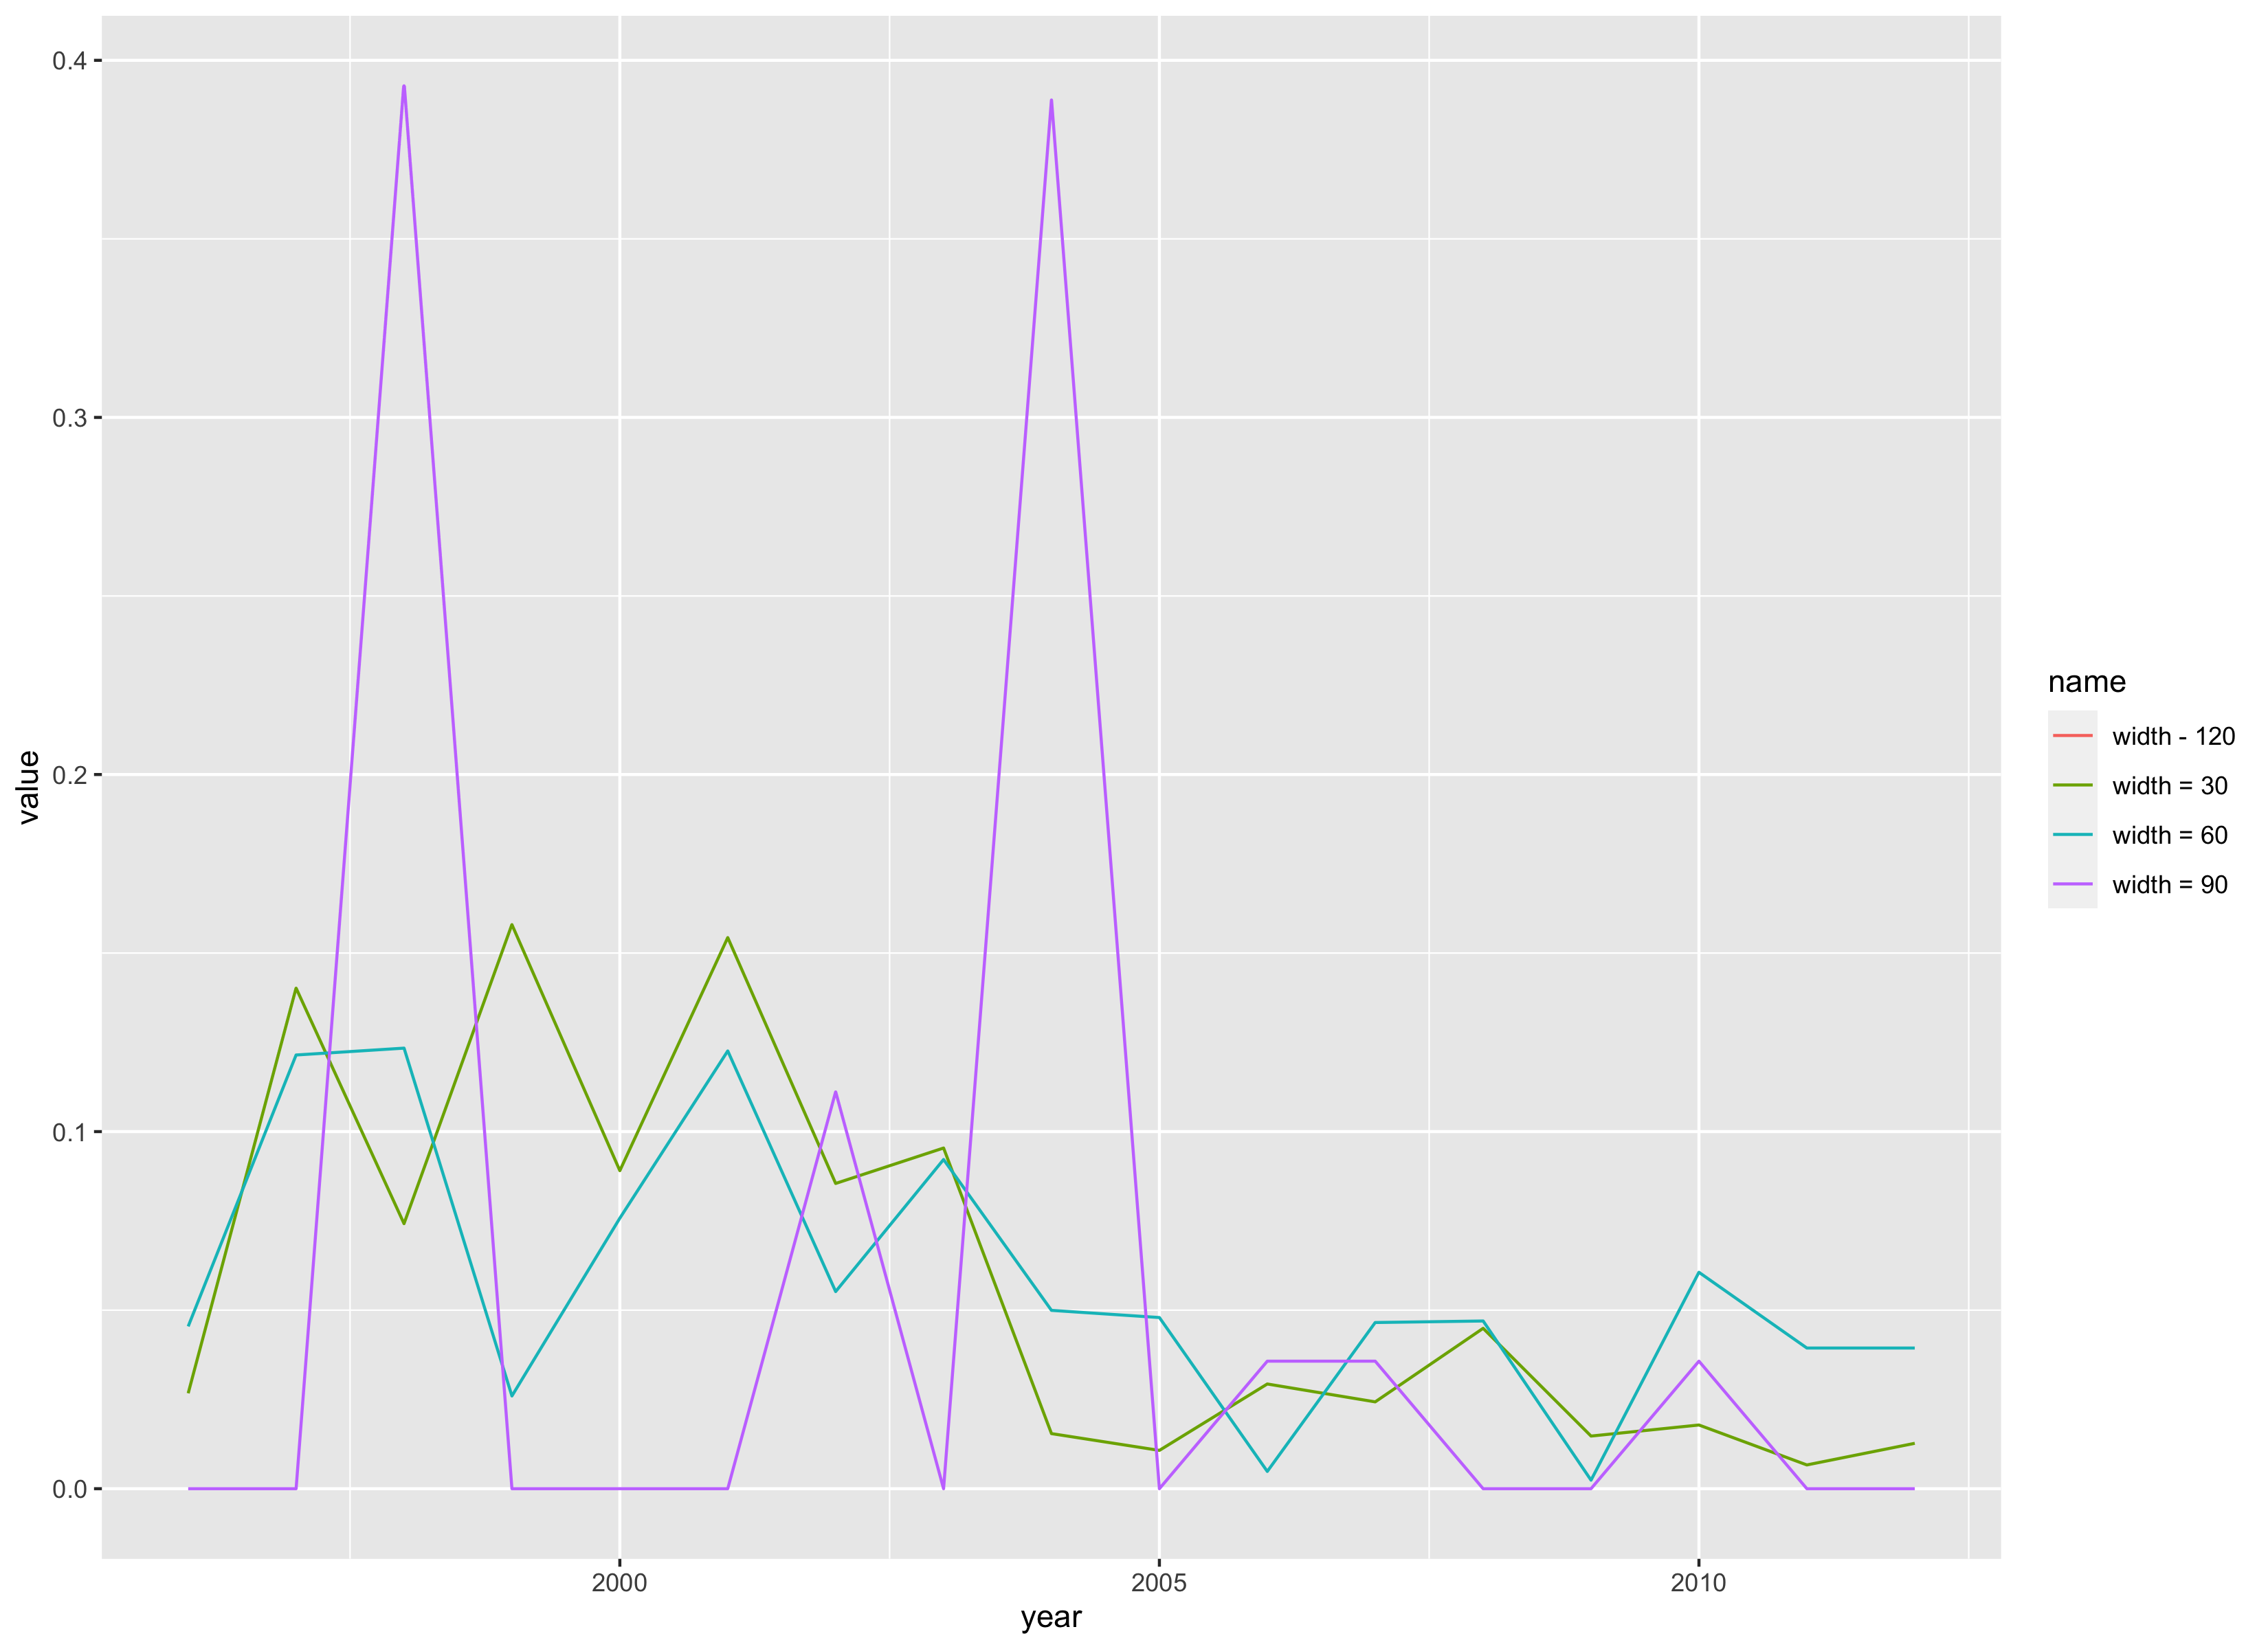 0.4
0.3
0.2
0.1
0.0
value
2000
2005
2010
year
name
width - 120
width = 30
width = 60
width = 90